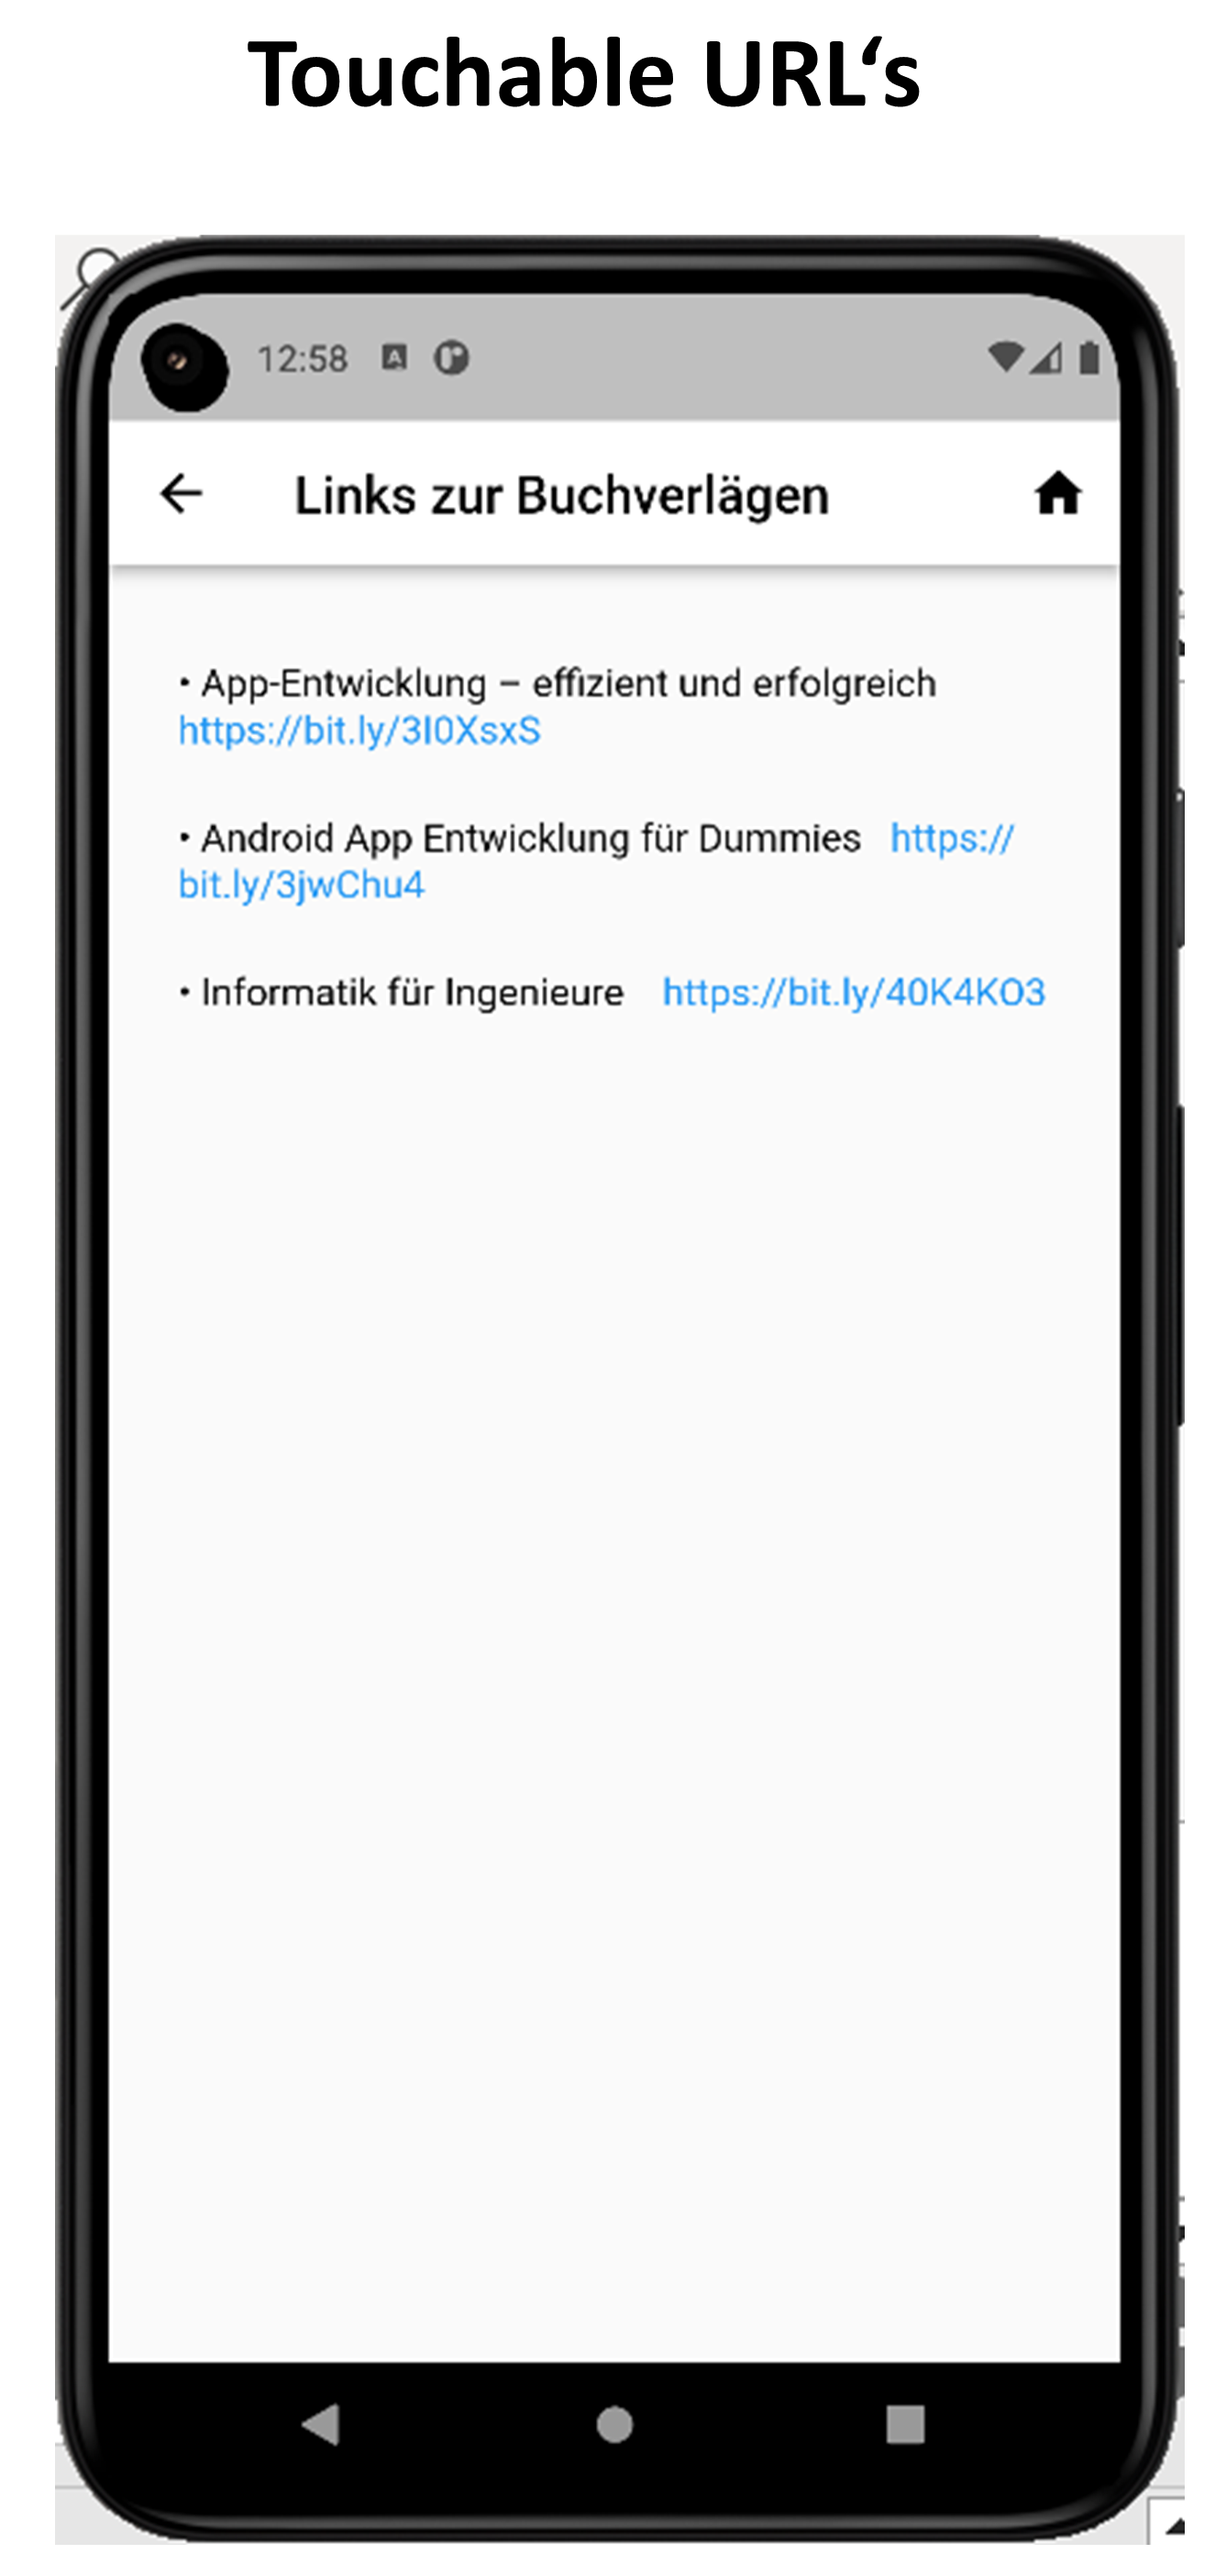 Touchable URL‘s
12:58
Links zur Buchverlägen
• App-Entwicklung – effizient und erfolgreich
https://bit.ly/3I0XsxS
• Android App Entwicklung für Dummies https://
bit.ly/3jwChu4
• Informatik für Ingenieure https://bit.ly/40K4KO3